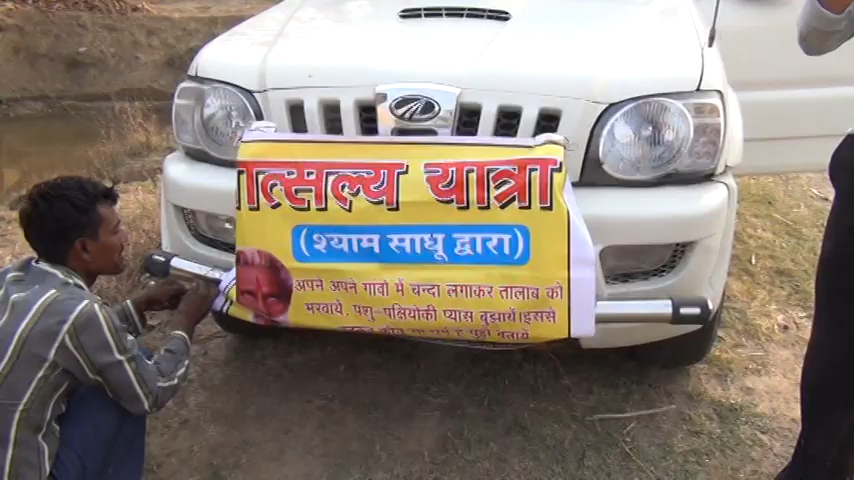 ात्सल्य यात्रा
(श्याम साधु द्वारा)
अपने अपने गावो में चन्दा लगाकर तालाब को
भरवाये, पशु-पक्षियोकी प्यास बुझायें।इससे